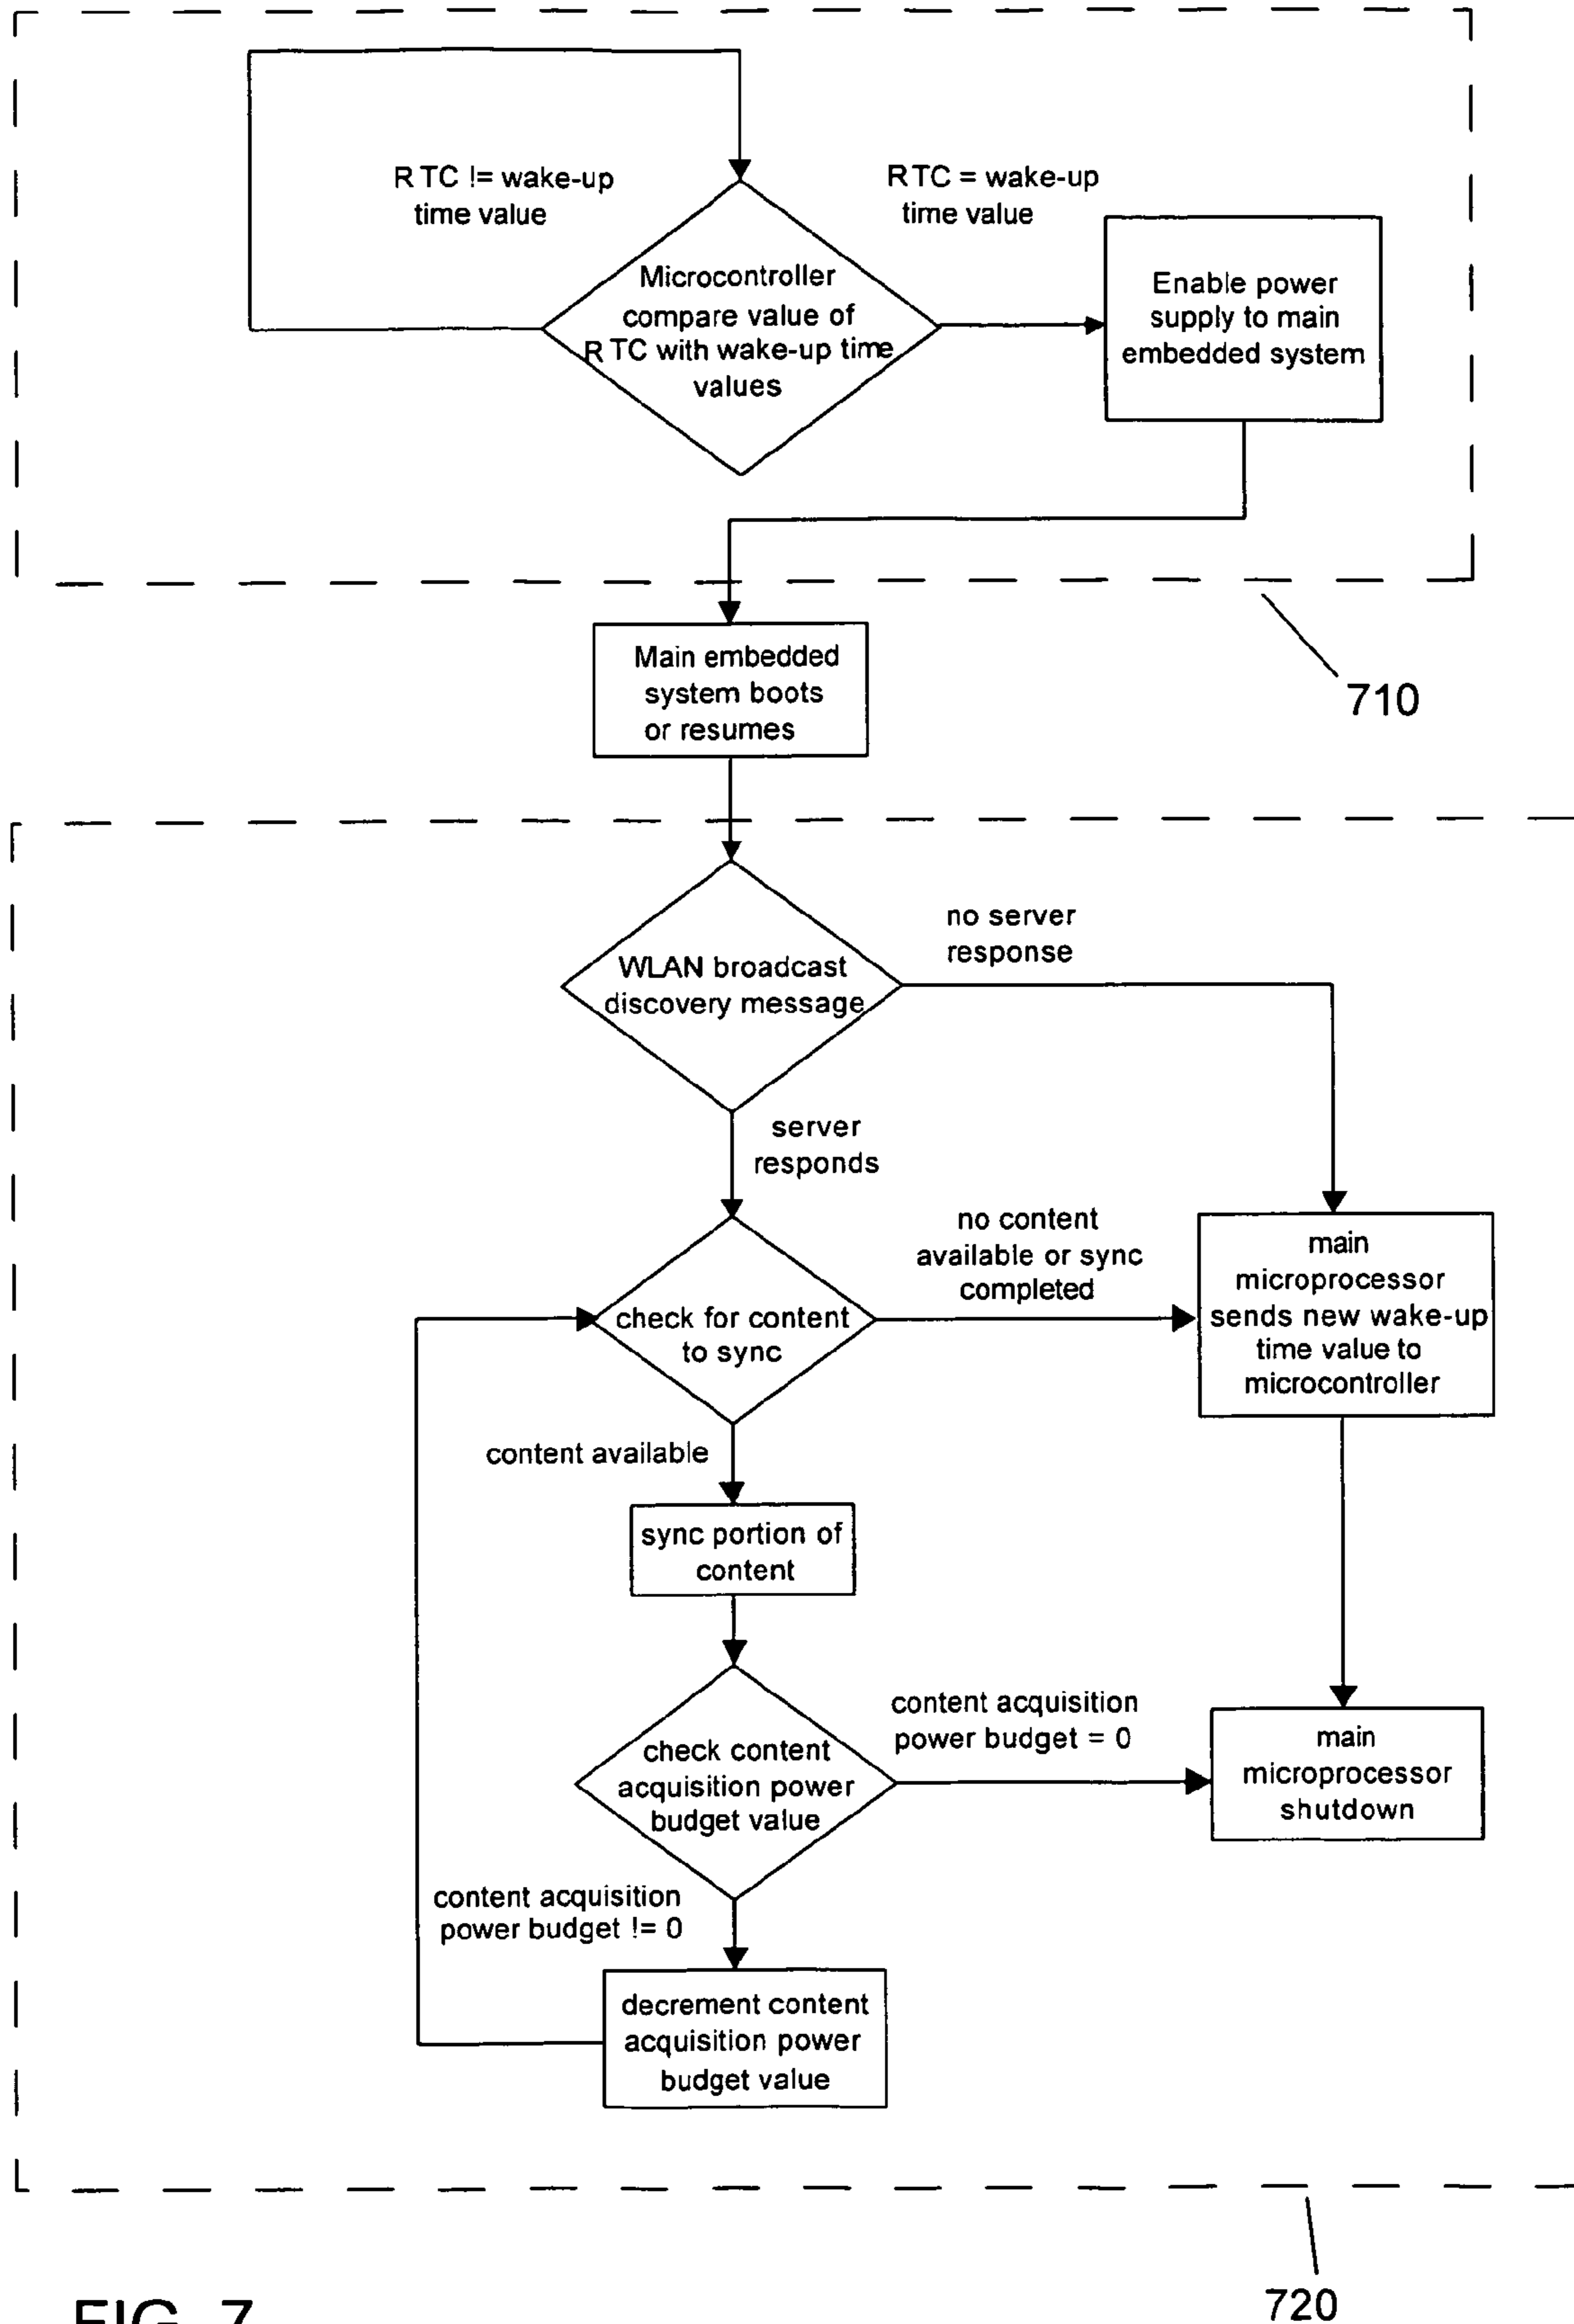 RTC != wake-up
time value
RTC = wake-up
time value
Microcontroller
compare value of
RTC with wake-up time
values
Enable power
supply to main
embedded system
Main embedded
system boots
or resumes
710
WLAN broadcast
discovery message
no server
response
server
responds
no content
available or sync
completed
main
microprocessor
sends new wake-up
time value to
microcontroller
check for content
to sync
content available
sync portion of
content
content acquisition
power budget = 0
check content
acquisition power
budget value
main
microprocessor
shutdown
content acquisition
power budget != 0
decrement content
acquisition power
budget value
720
FIG. 7